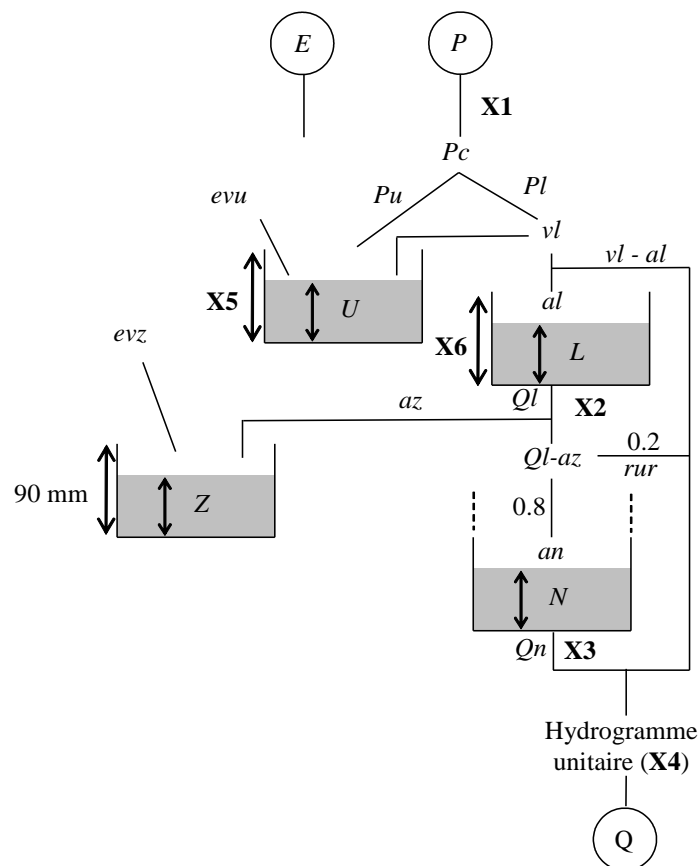 E
P
X1
Pc
evu
Pu
Pl
vl
vl - al
X5
U
al
X6
L
evz
Ql
X2
az
0.2
Ql-az
rur
90 mm
Z
0.8
an
N
Qn
X3
Hydrogramme
unitaire (X4)
Q